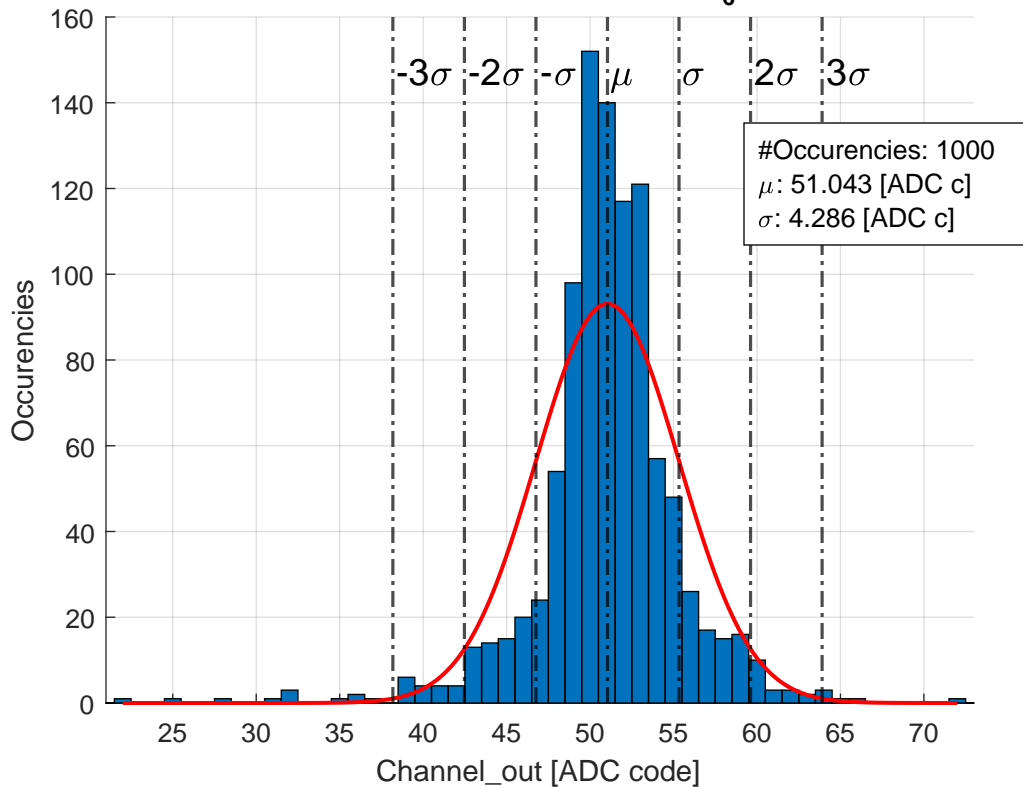 160
140
120
100
80
60
40
20
0
Occurencies
-3σ -2σ -σ μ σ 2σ 3σ
#Occurencies: 1000
μ: 51.043 [ADC c]
σ: 4.286 [ADC c]
25 30 35 40 45 50 55 60 65 70
Channel_out [ADC code]